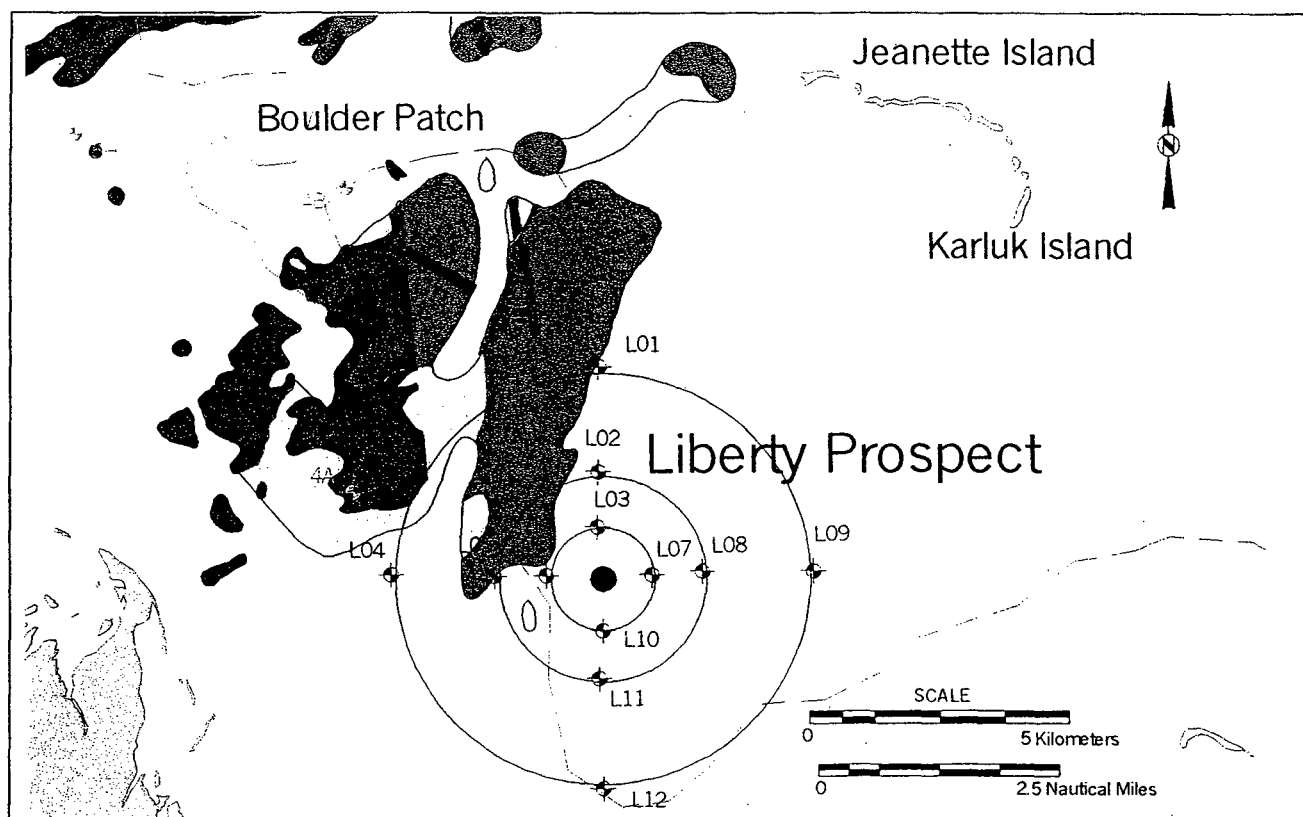 Jeanette Island
Boulder Patch
N
Karluk Island
L01
L02
Liberty Prospect
L03
4A
L04
L07
L08
L09
L10
L11
SCALE
0
5 Kilometers
0
2.5 Nautical Miles
L12